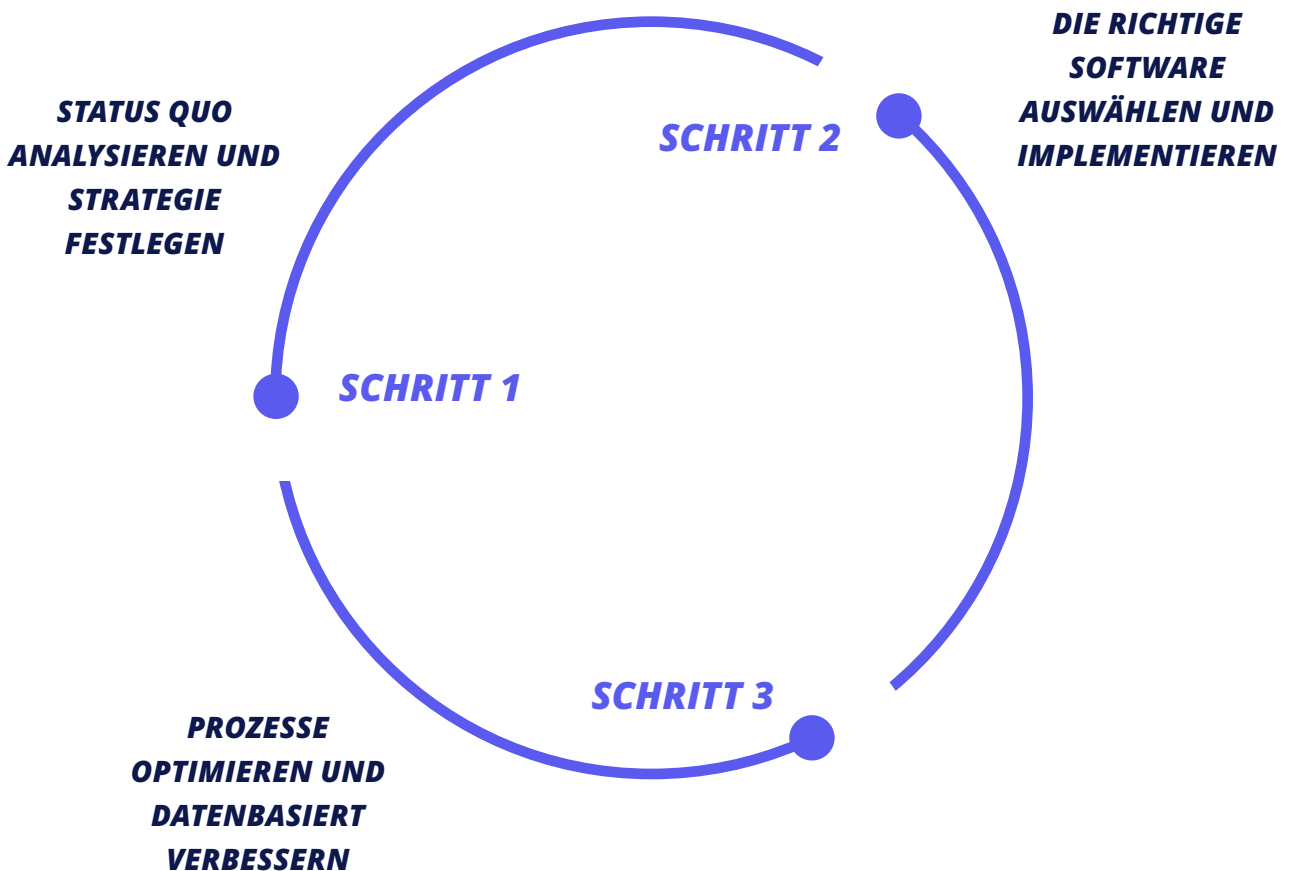 STATUS QUO
ANALYSIEREN UND
STRATEGIE
FESTLEGEN
SCHRITT 1
DIE RICHTIGE
SOFTWARE
AUSWÄHLEN UND
IMPLEMENTIEREN
SCHRITT 2
PROZESSE
OPTIMIEREN UND
DATENBASIERT
VERBESSERN
SCHRITT 3